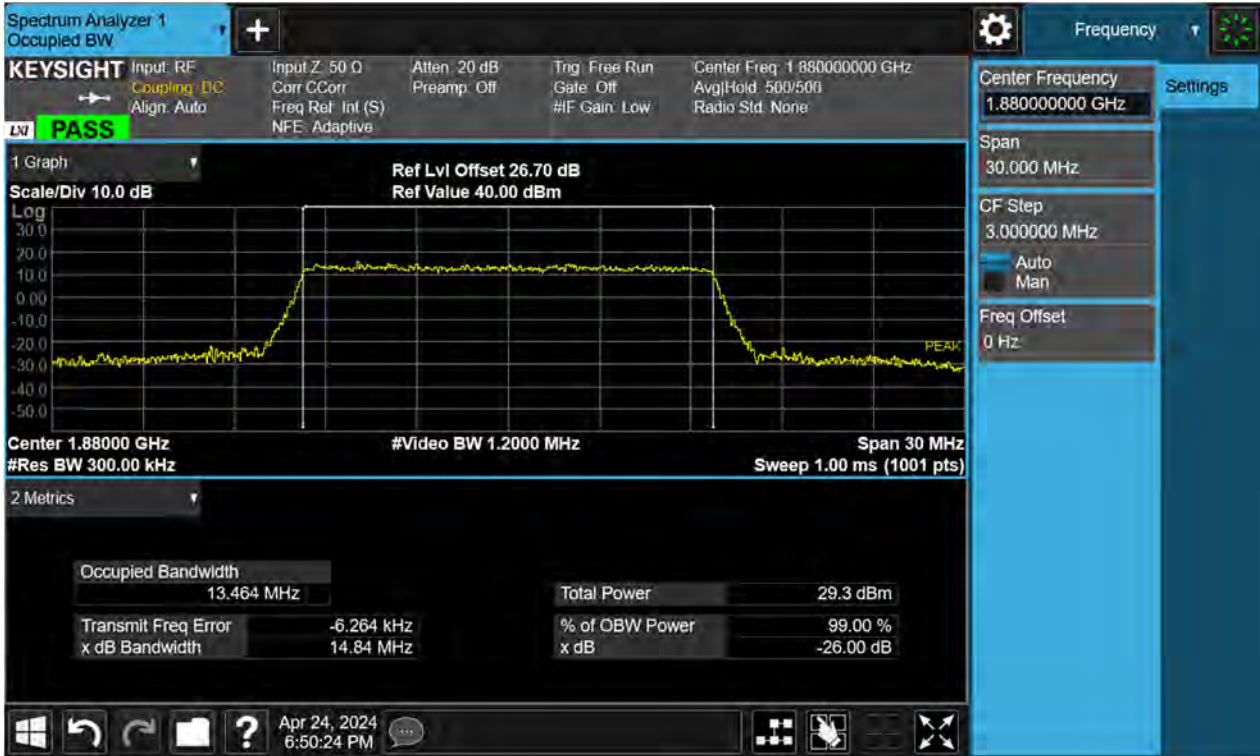 Spectrum Analyzer 1
Occupied BW
+
Frequency
KEYSIGHT
Input: RF
Coupling: DC
Align: Auto
Input Z: 50 Ω
Corr CCorr
Freq Ref: Int (S)
NFE: Adaptive
Atten: 20 dB
Preamp: Off
Trig: Free Run
Gate: Off
#IF Gain: Low
Center Freq: 1.880000000 GHz
Avg|Hold: 500/500
Radio Std: None
LXI
PASS
Center Frequency
1.880000000 GHz
Settings
Span
30.000 MHz
CF Step
3.000000 MHz
Auto
Man
Freq Offset
0 Hz
1 Graph
Scale/Div 10.0 dB
Ref Lvl Offset 26.70 dB
Ref Value 40.00 dBm
Log
30.0
20.0
10.0
0.00
-10.0
-20.0
-30.0
-40.0
-50.0
PEAK
Center 1.88000 GHz
#Video BW 1.2000 MHz
Span 30 MHz
#Res BW 300.00 kHz
Sweep 1.00 ms (1001 pts)
2 Metrics
Occupied Bandwidth
13.464 MHz
Total Power 29.3 dBm
Transmit Freq Error -6.264 kHz
% of OBW Power 99.00 %
x dB Bandwidth 14.84 MHz
x dB -26.00 dB
?
Apr 24, 2024
6:50:24 PM